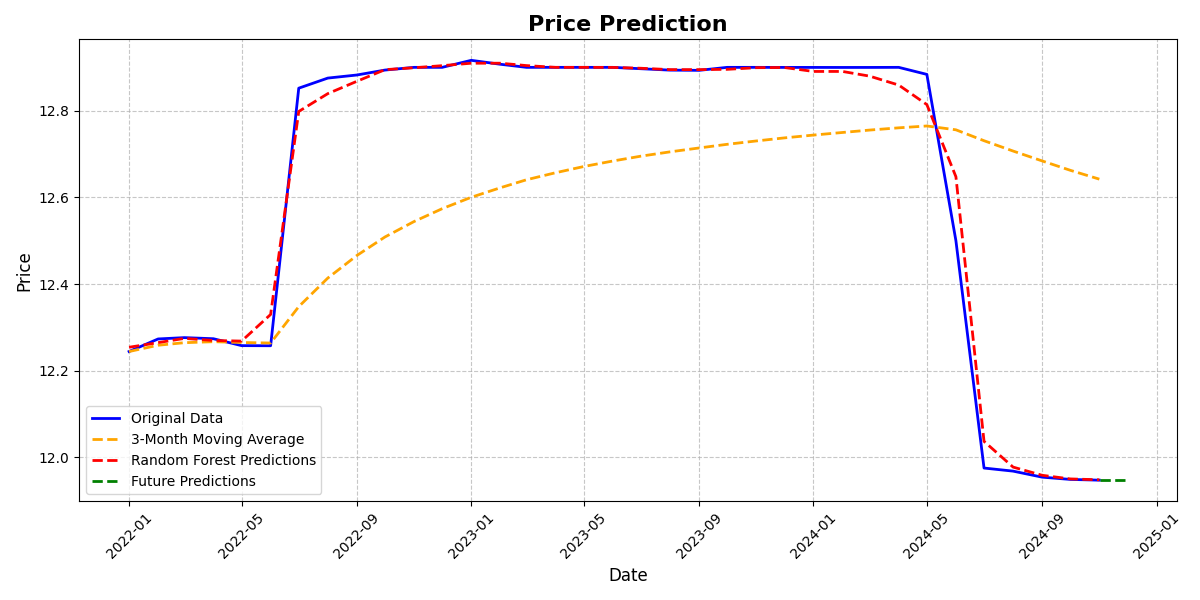 Price Prediction
Price
12.8
12.6
12.4
12.2
12.0
Original Data
3-Month Moving Average
Random Forest Predictions
Future Predictions
2022-01
2022-05
2022-09
2023-01
2023-05
2023-09
2024-01
2024-05
2024-09
2025-01
Date